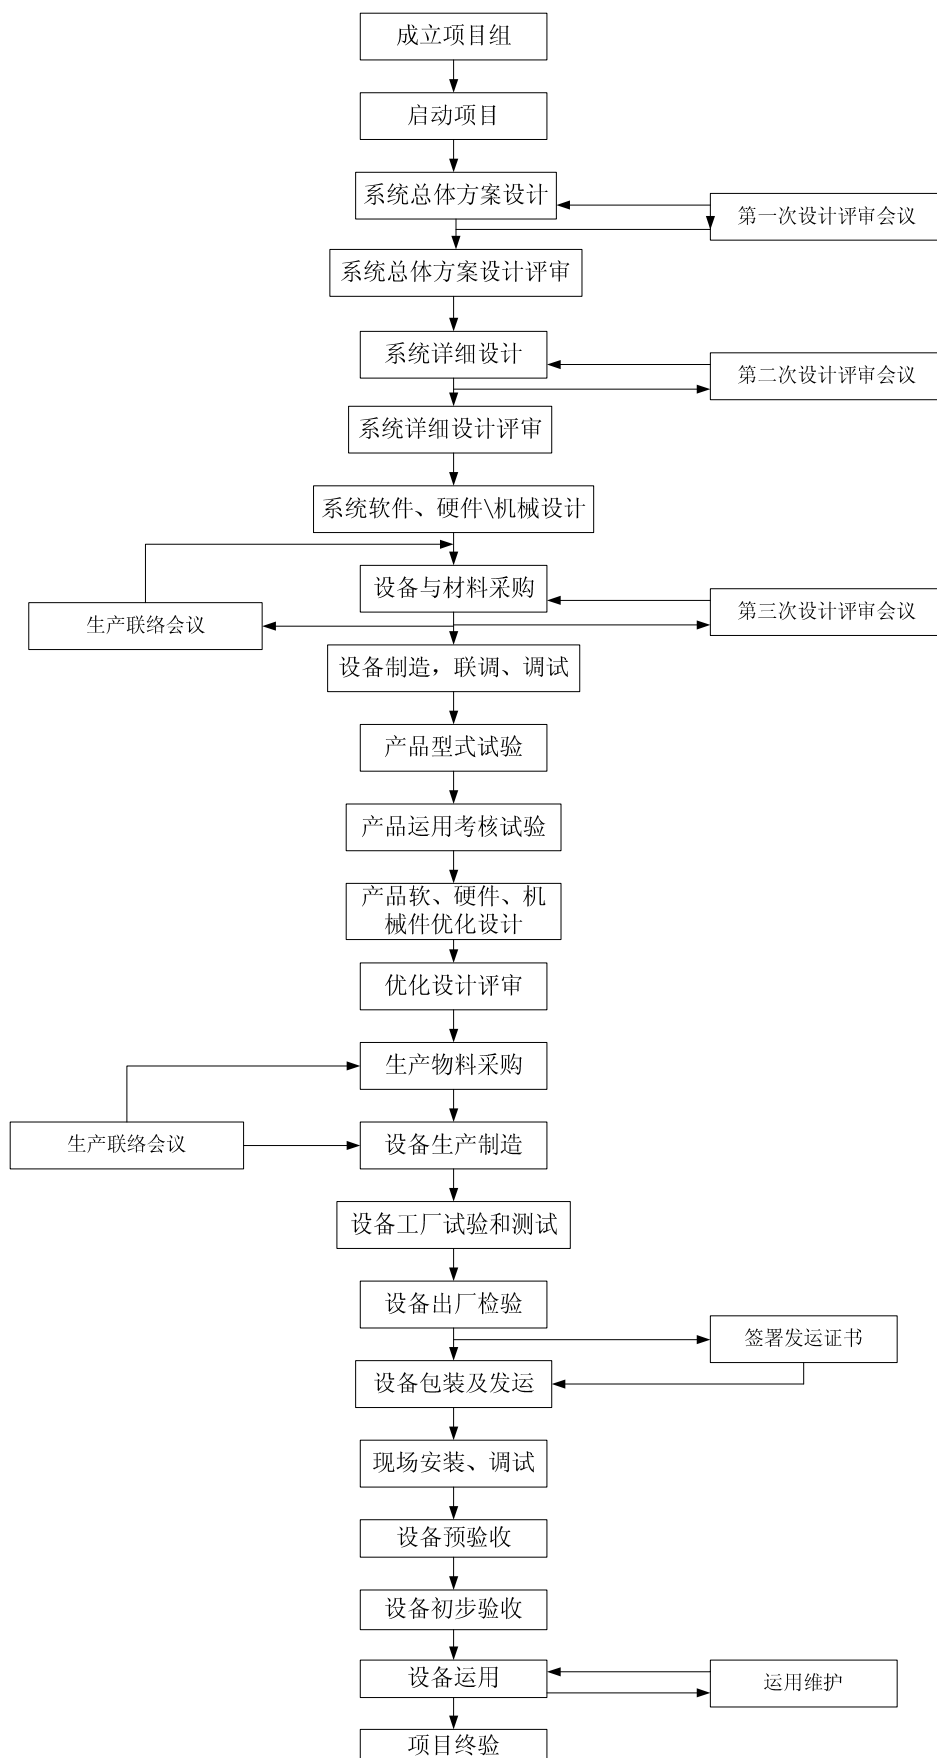 成立项目组
启动项目
系统总体方案设计
第一次设计评审会议
系统总体方案设计评审
系统详细设计
第二次设计评审会议
系统详细设计评审
系统软件、硬件\机械设计
设备与材料采购
第三次设计评审会议
生产联络会议
设备制造，联调、调试
产品型式试验
产品运用考核试验
产品软、硬件、机
械件优化设计
优化设计评审
生产物料采购
生产联络会议
设备生产制造
设备工厂试验和测试
设备出厂检验
签署发运证书
设备包装及发运
现场安装、调试
设备预验收
设备初步验收
设备运用
运用维护
项目终验